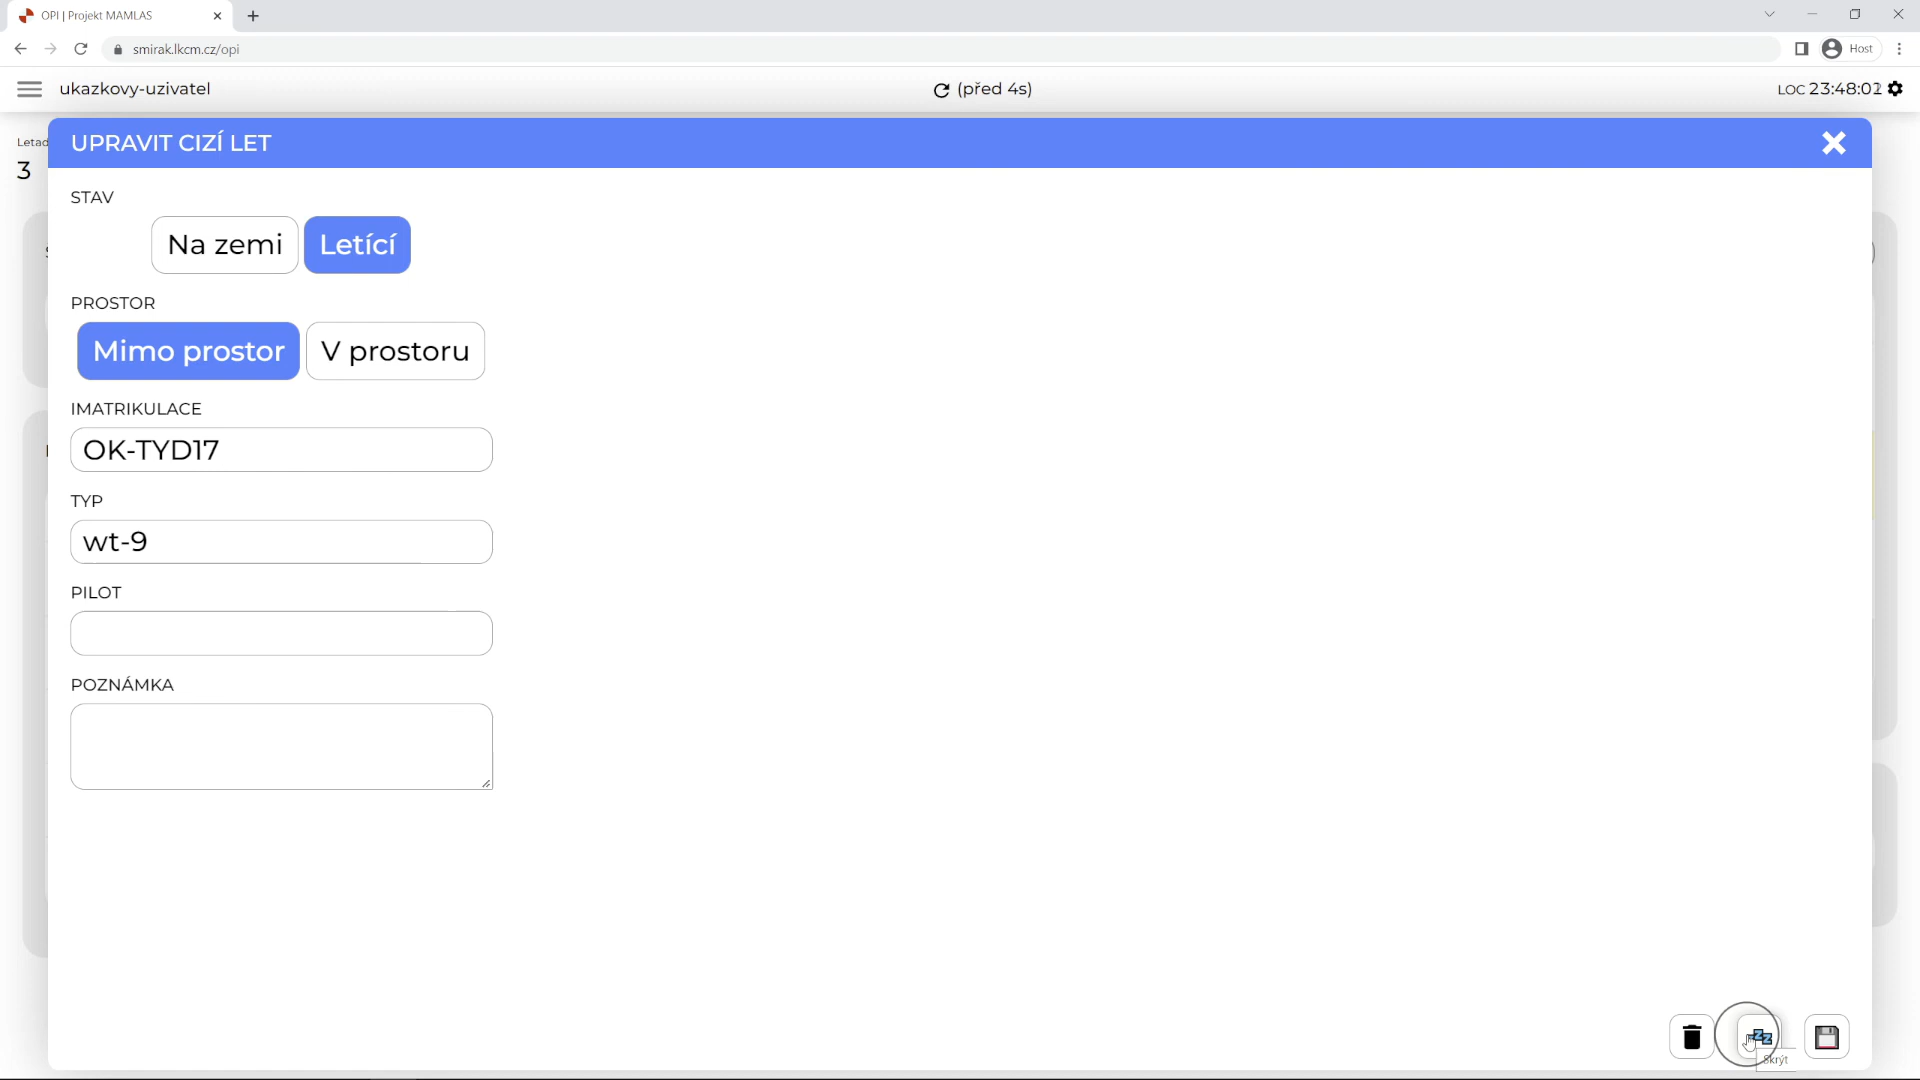 OPI | Projekt MAMLAS
smirak.lkcm.cz/opi
Host
ukazkovy-uzivatel
(před 4s)
LOC 23:48:02
Letad
3
UPRAVIT CIZÍ LET
STAV
Na zemi
Letící
PROSTOR
Mimo prostor
V prostoru
IMATRIKULACE
OK-TYD17
TYP
wt-9
PILOT
POZNÁMKA
Skrýt